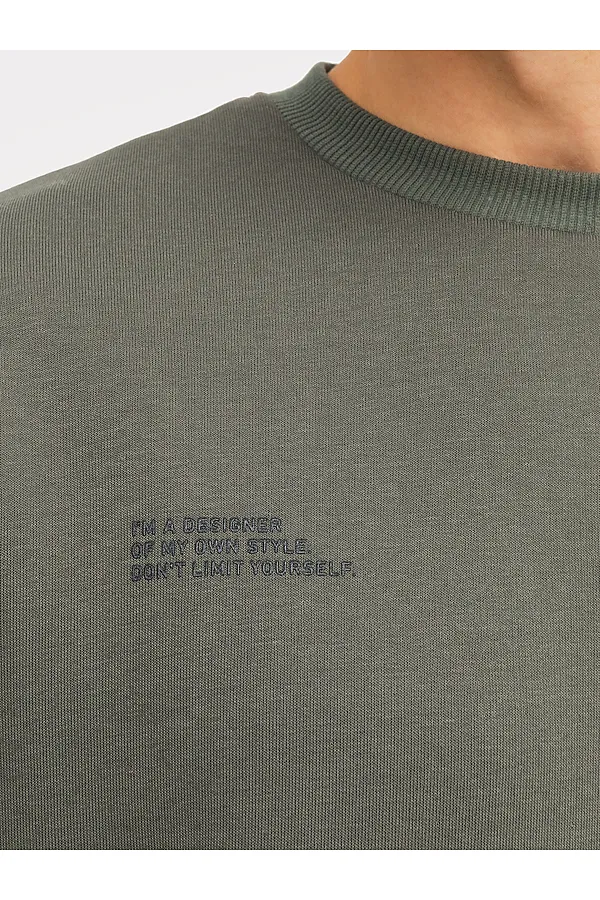 I'M A DESIGNER
OF MY OWN STYLE.
DON'T LIMIT YOURSELF.